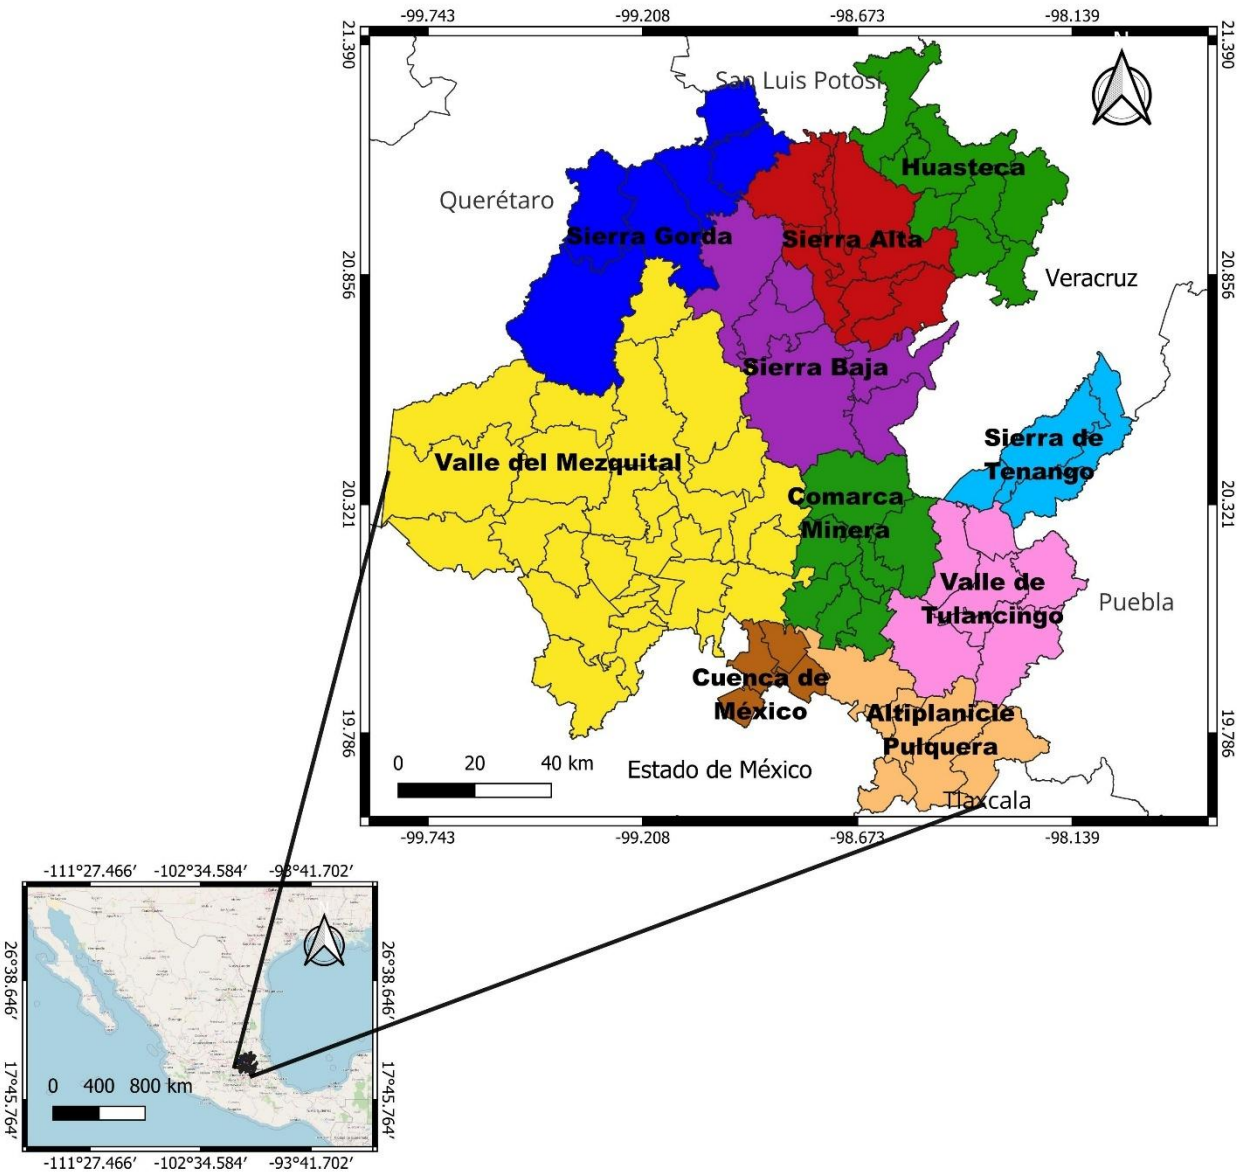 -99.743 -99.208 -98.673 -98.139
21.390 21.390
N
San Luis Potosí
Huasteca
Querétaro
Sierra Gorda Sierra Alta
20.856 20.856
Veracruz
Sierra Baja
Sierra de
Tenango
Valle del Mezquital
Comarca
Minera
20.321 20.321
Valle de
Tulancingo
Puebla
Cuenca de
México
Altiplanicie
Pulquera
19.786 19.786
0 20 40 km
Estado de México
Tlaxcala
-99.743 -99.208 -98.673 -98.139
-111°27.466′ -102°34.584′ -93°41.702′
26°38.646′ 26°38.646′
17°45.764′ 17°45.764′
0 400 800 km
-111°27.466′ -102°34.584′ -93°41.702′